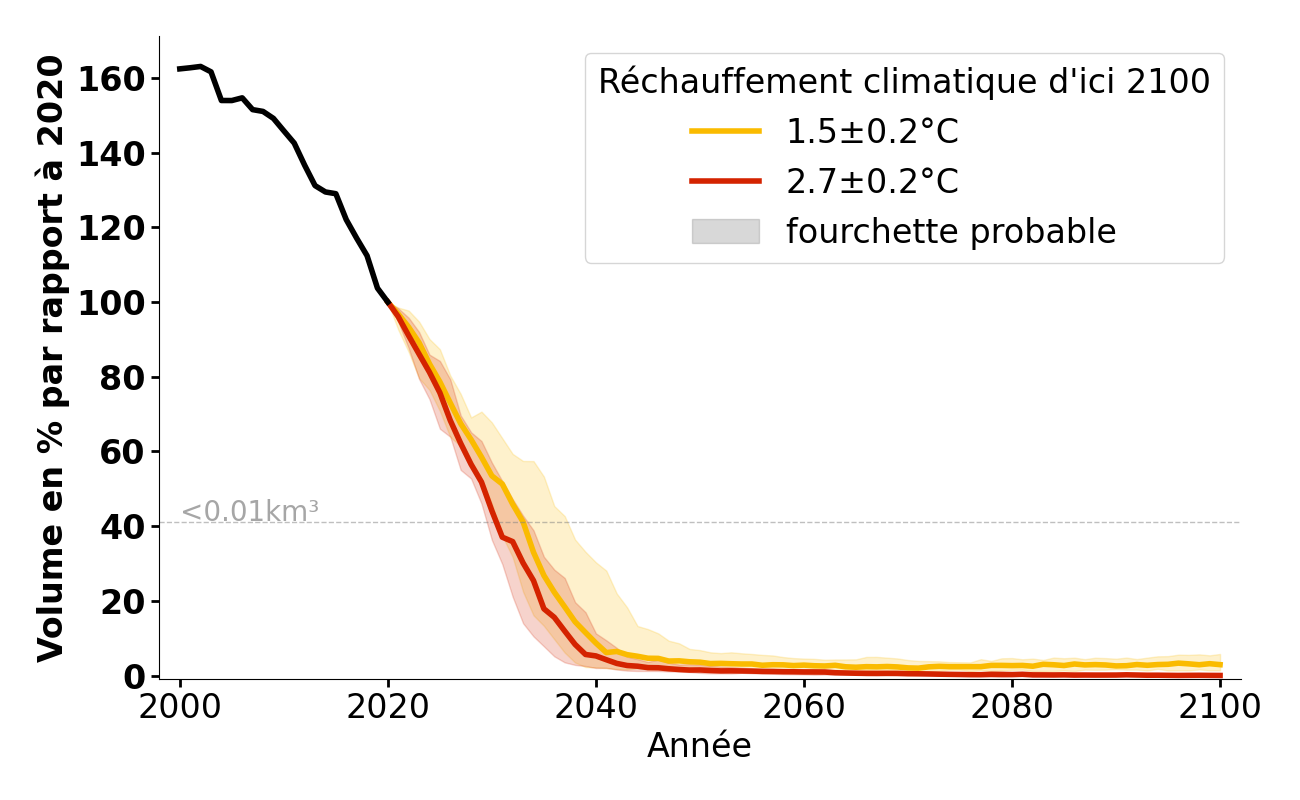 Volume en % par rapport à 2020
160
140
120
100
80
60
40
20
0
Réchauffement climatique d'ici 2100
1.5±0.2°C
2.7±0.2°C
fourchette probable
<0.01km³
2000 2020 2040 2060 2080 2100
Année